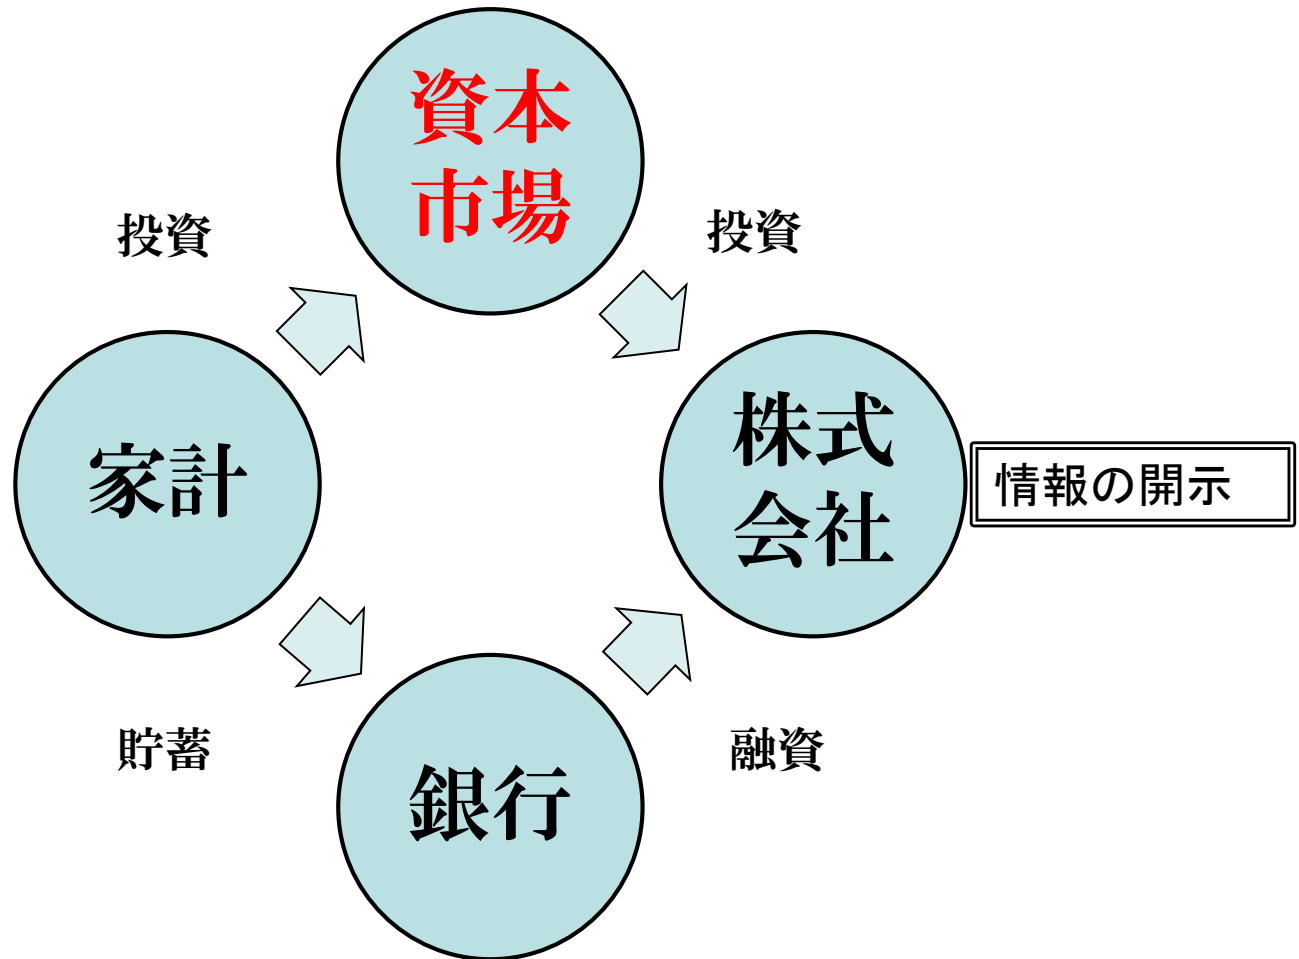 資本
市場
投資
投資
家計
株式
会社
情報の開示
貯蓄
融資
銀行